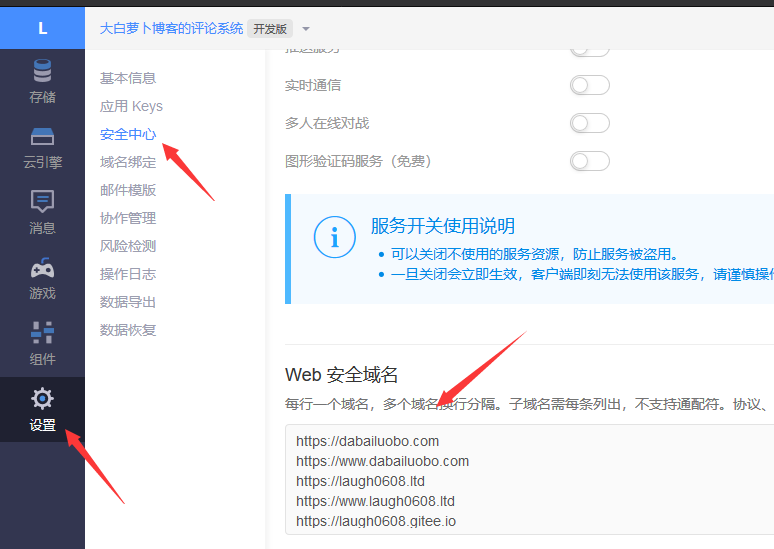 L
大白萝卜博客的评论系统 开发版
存储
云引擎
消息
游戏
组件
设置
基本信息
应用 Keys
安全中心
域名绑定
邮件模版
协作管理
风险检测
操作日志
数据导出
数据恢复
推送服务
实时通信
多人在线对战
图形验证码服务（免费）
服务开关使用说明
可以关闭不使用的服务资源，防止服务被盗用。
一旦关闭会立即生效，客户端即刻无法使用该服务，请谨慎操作
Web 安全域名
每行一个域名，多个域名换行分隔。子域名需每条列出，不支持通配符。协议、
https://dabailuobo.com
https://www.dabailuobo.com
https://laugh0608.ltd
https://www.laugh0608.ltd
https://laugh0608.gitee.io